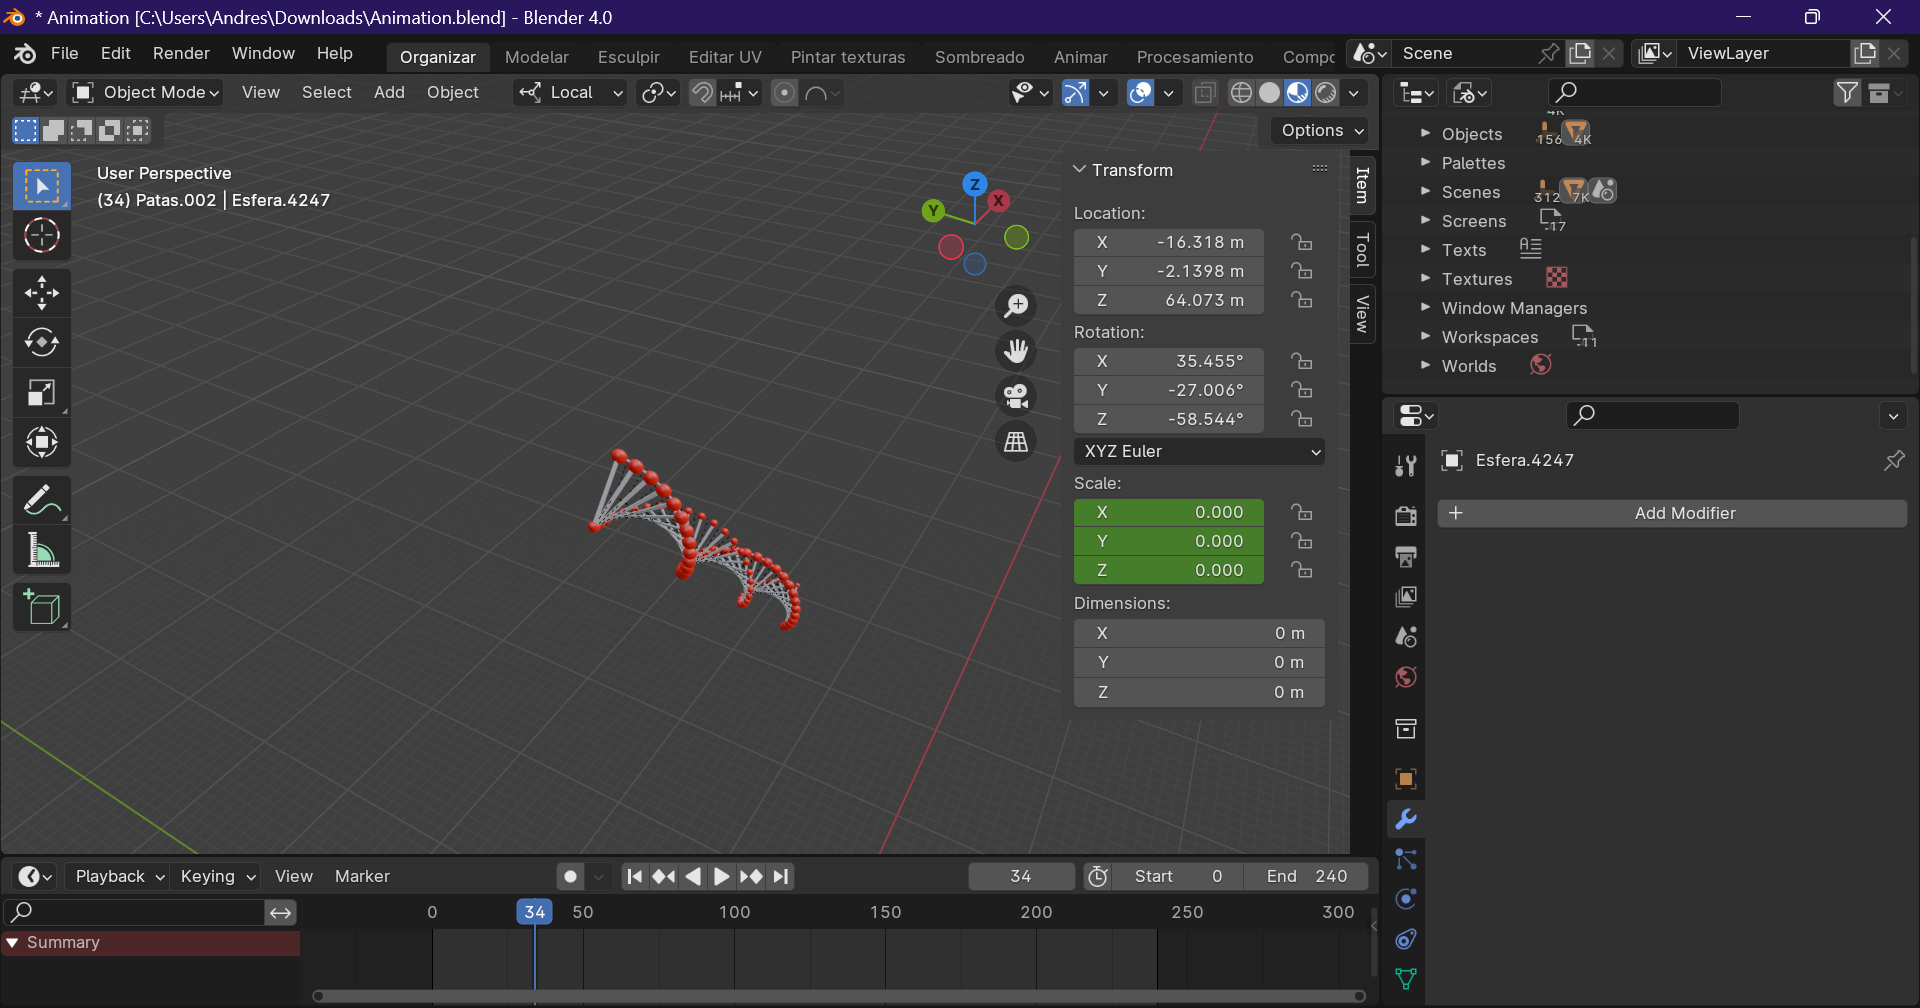 * Animation [C:\Users\Andres\Downloads\Animation.blend] - Blender 4.0
File Edit Render Window Help
Organizar Modelar Esculpir Editar UV Pintar texturas Sombreado Animar Procesamiento Compo
Scene ViewLayer
Object Mode View Select Add Object Local
Options
User Perspective
(34) Patas.002 | Esfera.4247
Z
X
Y
Transform
Location:
X -16.318 m
Y -2.1398 m
Z 64.073 m
Rotation:
X 35.455°
Y -27.006°
Z -58.544°
XYZ Euler
Scale:
X 0.000
Y 0.000
Z 0.000
Dimensions:
X 0 m
Y 0 m
Z 0 m
Item
Tool
View
4K
Objects 156 4K
Palettes
Scenes 312 7K
Screens 17
Texts
Textures
Window Managers
Workspaces 11
Worlds
Esfera.4247
+ Add Modifier
Playback Keying View Marker
34 Start 0 End 240
0 34 50 100 150 200 250 300
Summary